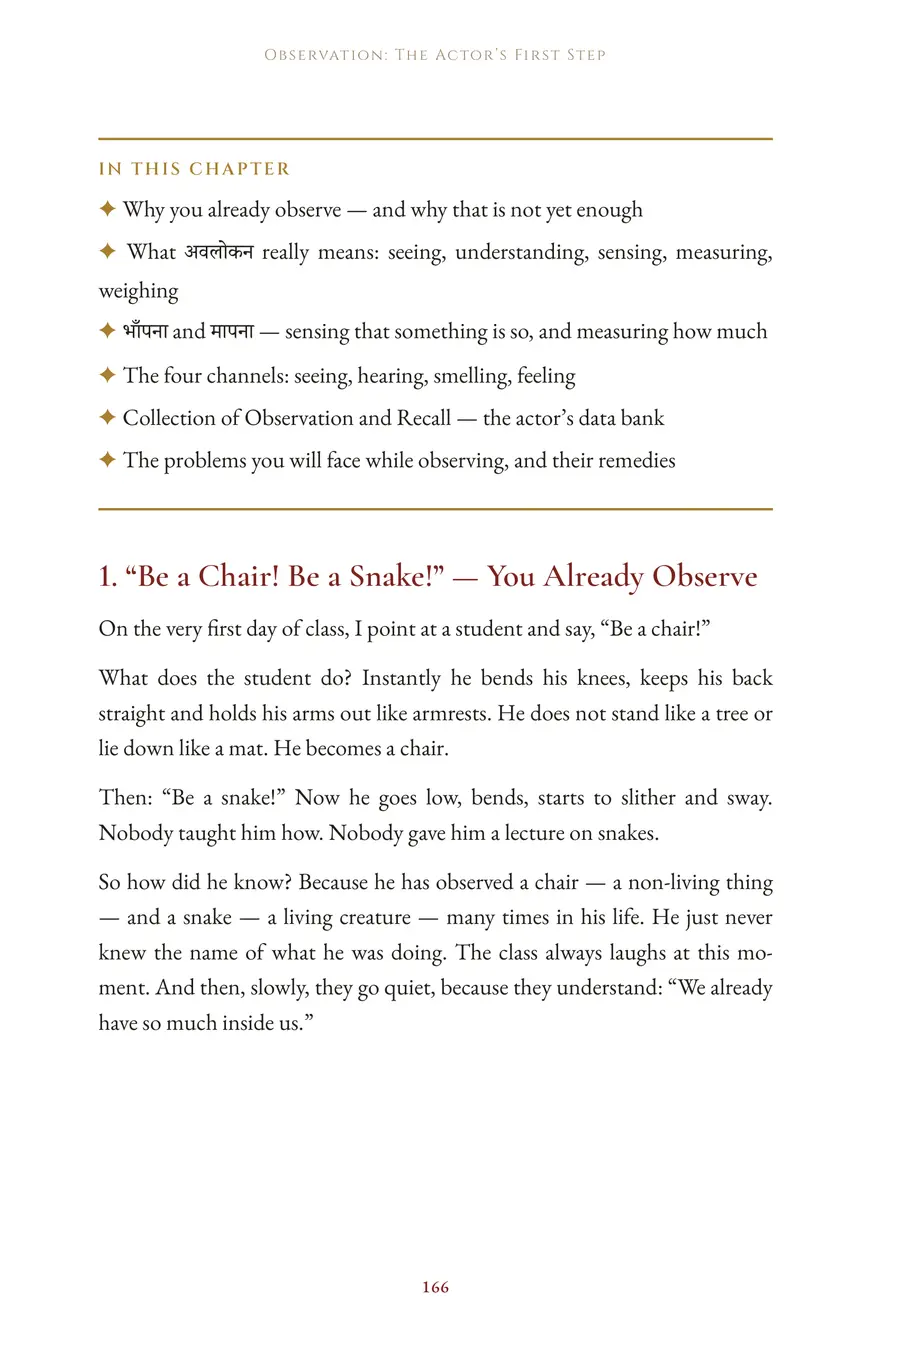 Observation: The Actor’s First Step
IN THIS CHAPTER
✦ Why you already observe — and why that is not yet enough
✦ What अवलोकन really means: seeing, understanding, sensing, measuring,
weighing
✦ भाँपना and मापना — sensing that something is so, and measuring how much
✦ The four channels: seeing, hearing, smelling, feeling
✦ Collection of Observation and Recall — the actor’s data bank
✦ The problems you will face while observing, and their remedies
1. “Be a Chair! Be a Snake!” — You Already Observe
On the very first day of class, I point at a student and say, “Be a chair!”
What does the student do? Instantly he bends his knees, keeps his back
straight and holds his arms out like armrests. He does not stand like a tree or
lie down like a mat. He becomes a chair.
Then: “Be a snake!” Now he goes low, bends, starts to slither and sway.
Nobody taught him how. Nobody gave him a lecture on snakes.
So how did he know? Because he has observed a chair — a non-living thing
— and a snake — a living creature — many times in his life. He just never
knew the name of what he was doing. The class always laughs at this mo-
ment. And then, slowly, they go quiet, because they understand: “We already
have so much inside us.”
166